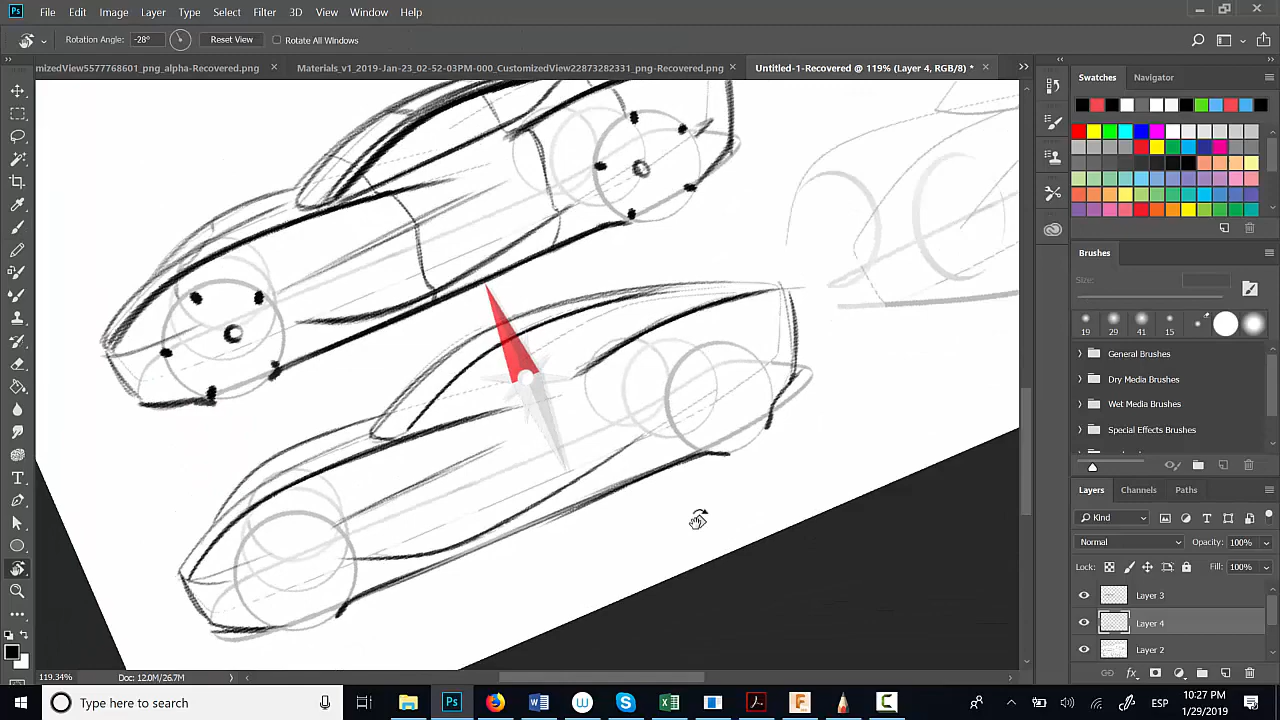 Ps File Edit Image Layer Type Select Filter 3D View Window Help
Rotation Angle: -28° Reset View Rotate All Windows
mizedView5577768601_png_alpha-Recovered.png × Materials_v1_2019-Jan-23_02-52-03PM-000_CustomizedView22873282331_png-Recovered.png × Untitled-1-Recovered @ 119% (Layer 4, RGB/8) * ×
Swatches Navigator
Brushes
Size:
19 29 41 15
General Brushes
Dry Media Brushes
Wet Media Brushes
Special Effects Brushes
Layers Channels Paths
Kind
Normal Opacity: 100%
Lock: Fill: 100%
Layer 3
Layer 4
Layer 2
119.34% Doc: 12.0M/26.7M
Type here to search
ESP
10:27 PM
1/29/2019